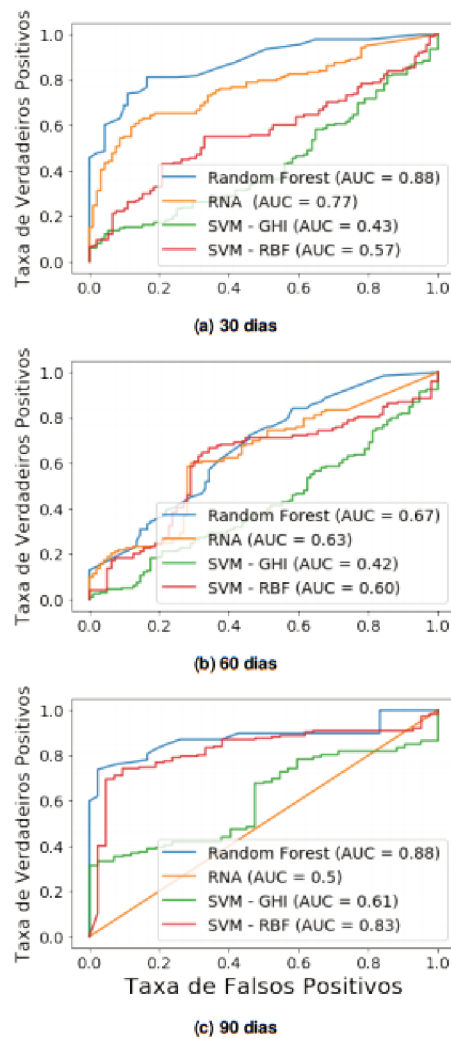 Taxa de Verdadeiros Positivos
1.0
0.8
0.6
0.4
0.2
0.0
Random Forest (AUC = 0.88)
RNA (AUC = 0.77)
SVM - GHI (AUC = 0.43)
SVM - RBF (AUC = 0.57)
0.0 0.2 0.4 0.6 0.8 1.0
(a) 30 dias
Taxa de Verdadeiros Positivos
1.0
0.8
0.6
0.4
0.2
0.0
Random Forest (AUC = 0.67)
RNA (AUC = 0.63)
SVM - GHI (AUC = 0.42)
SVM - RBF (AUC = 0.60)
0.0 0.2 0.4 0.6 0.8 1.0
(b) 60 dias
Taxa de Verdadeiros Positivos
1.0
0.8
0.6
0.4
0.2
0.0
Random Forest (AUC = 0.88)
RNA (AUC = 0.5)
SVM - GHI (AUC = 0.61)
SVM - RBF (AUC = 0.83)
0.0 0.2 0.4 0.6 0.8 1.0
Taxa de Falsos Positivos
(c) 90 dias